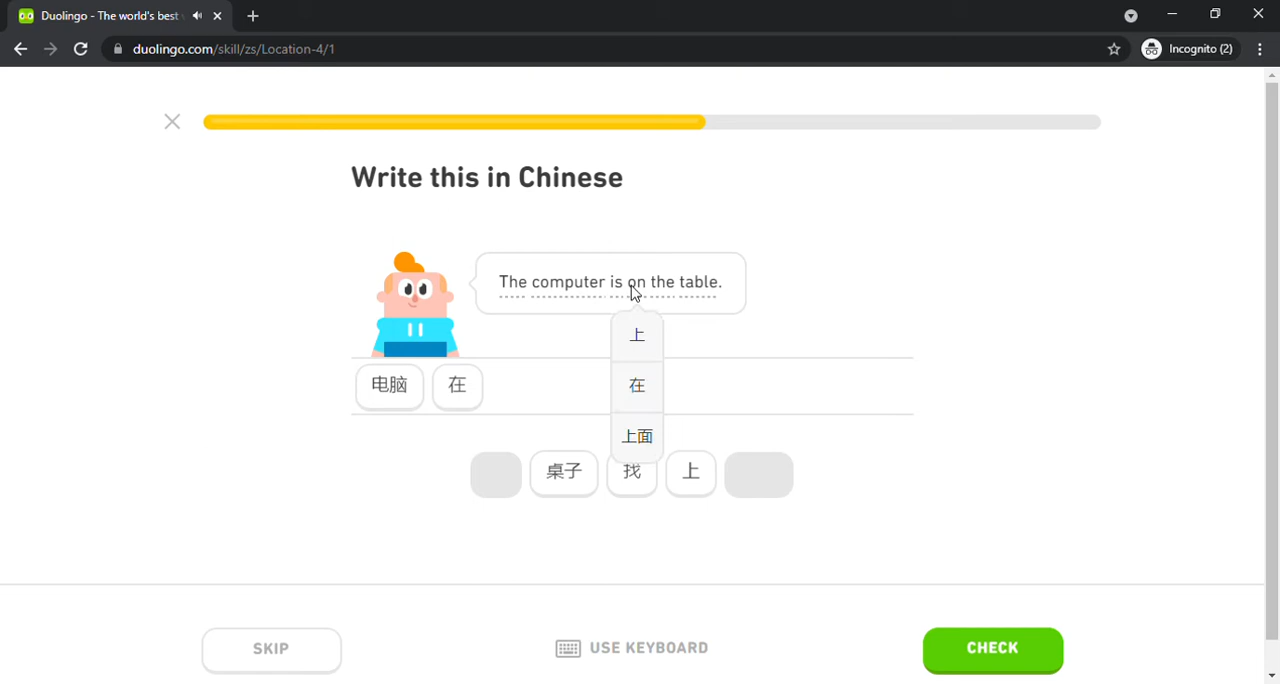 Duolingo - The world's best
duolingo.com/skill/zs/Location-4/1
Incognito (2)
Write this in Chinese
The computer is on the table.
上
电脑 在
在
上面
桌子 找 上
SKIP
USE KEYBOARD
CHECK